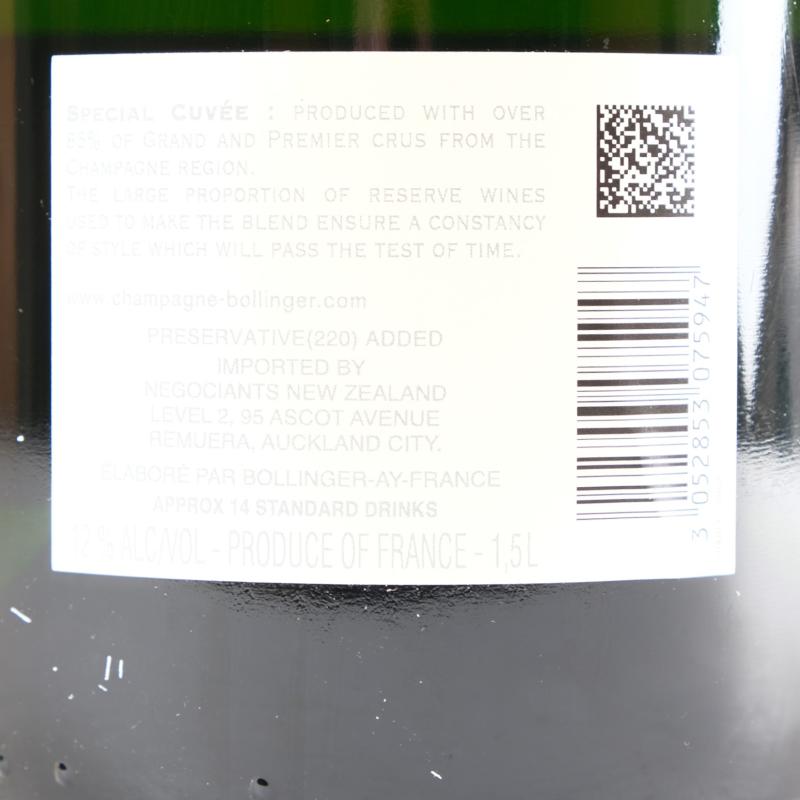 SPECIAL CUVÉE : PRODUCED WITH OVER
85% OF GRAND AND PREMIER CRUS FROM THE
CHAMPAGNE REGION.
THE LARGE PROPORTION OF RESERVE WINES
USED TO MAKE THE BLEND ENSURE A CONSTANCY
OF STYLE WHICH WILL PASS THE TEST OF TIME.
www.champagne-bollinger.com
PRESERVATIVE(220) ADDED
IMPORTED BY
NEGOCIANTS NEW ZEALAND
LEVEL 2, 95 ASCOT AVENUE
REMUERA, AUCKLAND CITY.
ÉLABORÉ PAR BOLLINGER-AY-FRANCE
APPROX 14 STANDARD DRINKS
12 % ALC/VOL - PRODUCE OF FRANCE - 1,5L
3 052853 075947